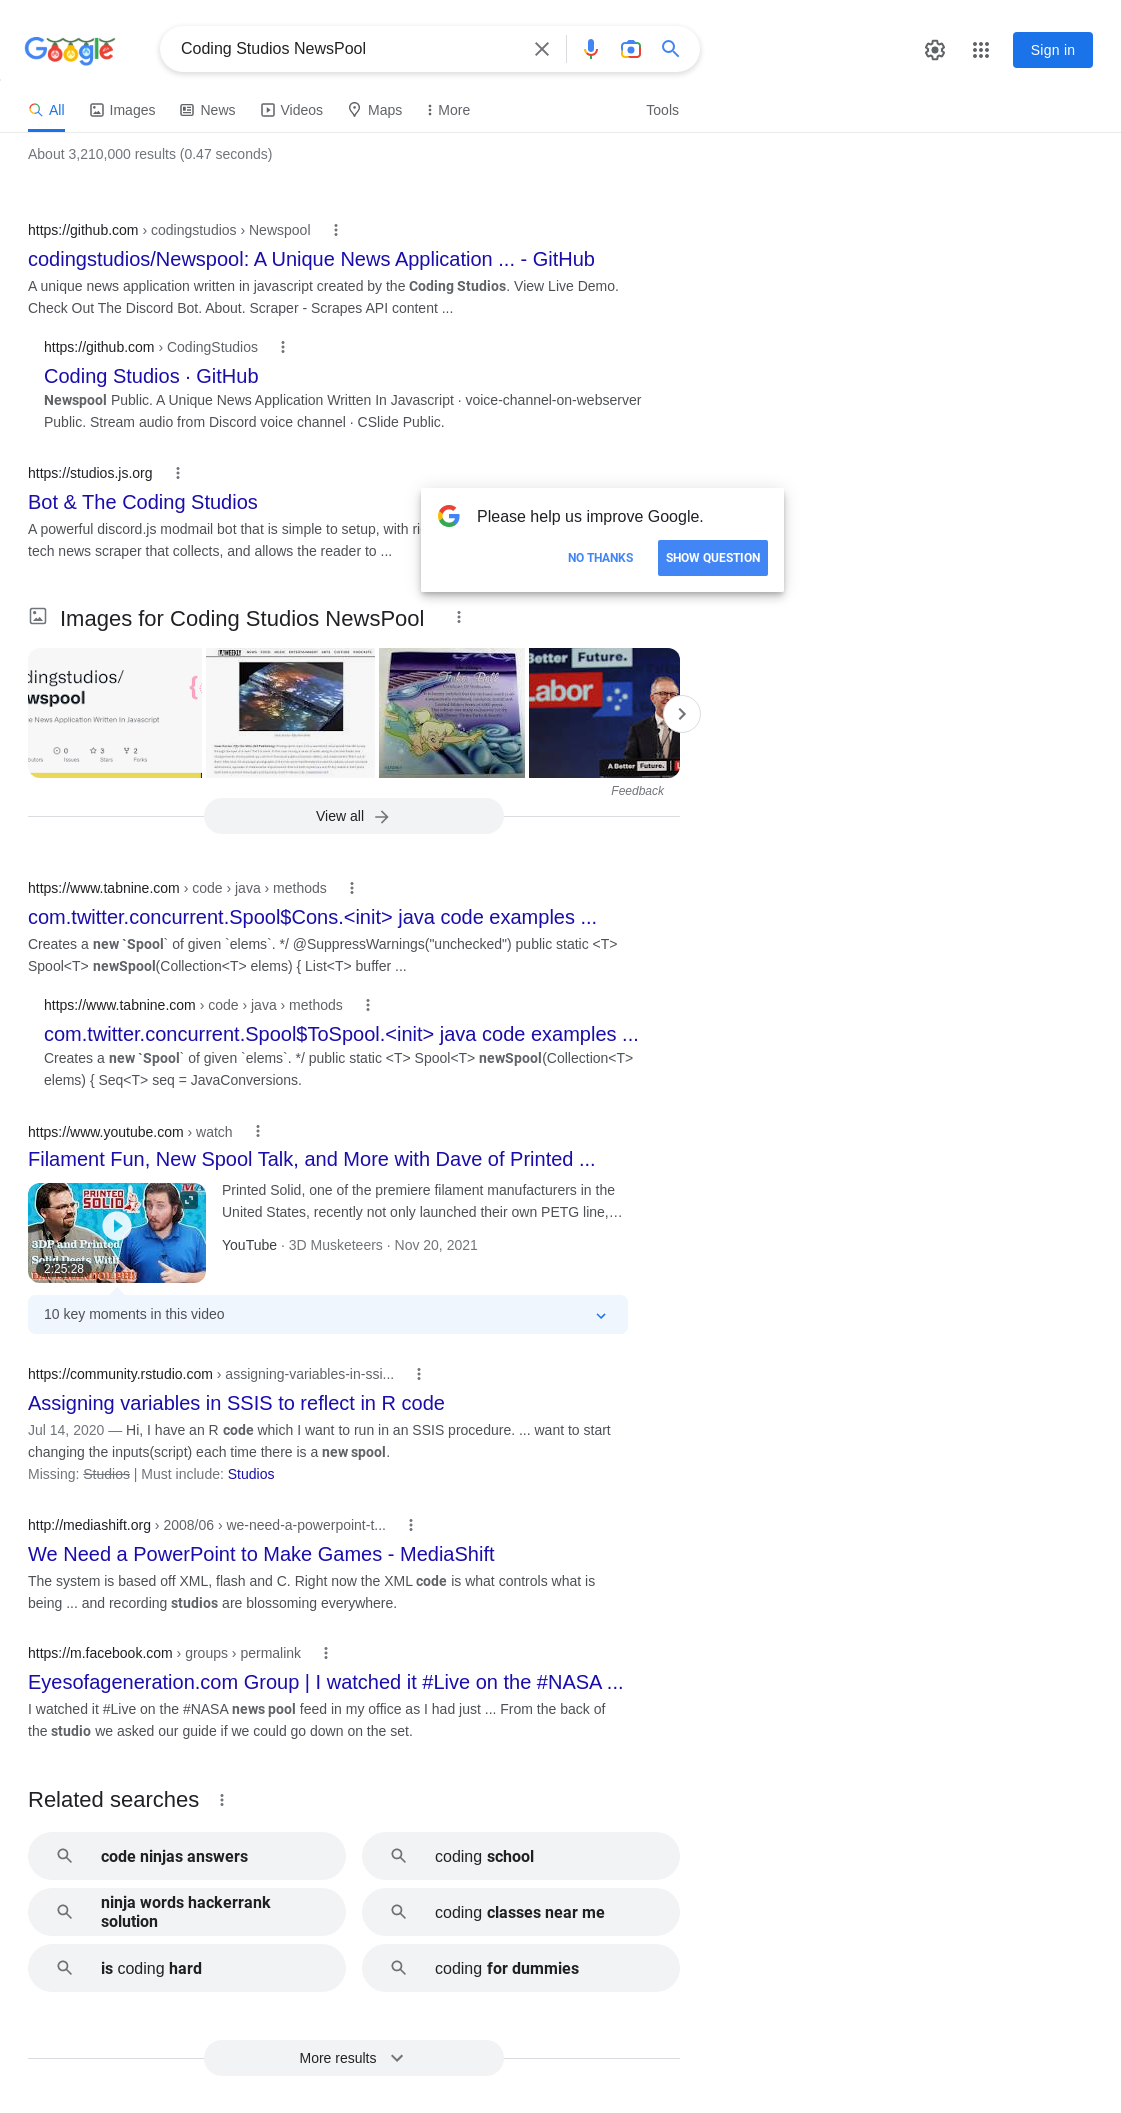 Google
Coding Studios NewsPool
Sign in
All
Images
News
Videos
Maps
More
Tools
About 3,210,000 results (0.47 seconds)
https://github.com › codingstudios › Newspool
codingstudios/Newspool: A Unique News Application ... - GitHub
A unique news application written in javascript created by the Coding Studios. View Live Demo.
Check Out The Discord Bot. About. Scraper - Scrapes API content ...
https://github.com › CodingStudios
Coding Studios · GitHub
Newspool Public. A Unique News Application Written In Javascript · voice-channel-on-webserver
Public. Stream audio from Discord voice channel · CSlide Public.
https://studios.js.org
Bot & The Coding Studios
A powerful discord.js modmail bot that is simple to setup, with ri
tech news scraper that collects, and allows the reader to ...
Please help us improve Google.
NO THANKS
SHOW QUESTION
Images for Coding Studios NewsPool
dingstudios/
wspool
e News Application Written In Javascript
0
3
2
Issues
Stars
Forks
Tinker Bell
Better Future.
Labor
A Better Future.
Feedback
View all
https://www.tabnine.com › code › java › methods
com.twitter.concurrent.Spool$Cons.<init> java code examples ...
Creates a new `Spool` of given `elems`. */ @SuppressWarnings("unchecked") public static <T>
Spool<T> newSpool(Collection<T> elems) { List<T> buffer ...
https://www.tabnine.com › code › java › methods
com.twitter.concurrent.Spool$ToSpool.<init> java code examples ...
Creates a new `Spool` of given `elems`. */ public static <T> Spool<T> newSpool(Collection<T>
elems) { Seq<T> seq = JavaConversions.
https://www.youtube.com › watch
Filament Fun, New Spool Talk, and More with Dave of Printed ...
PRINTED
SOLID
3DP and Printed
Solid Deets With
2:25:28
Printed Solid, one of the premiere filament manufacturers in the
United States, recently not only launched their own PETG line,…
YouTube · 3D Musketeers · Nov 20, 2021
10 key moments in this video
https://community.rstudio.com › assigning-variables-in-ssi...
Assigning variables in SSIS to reflect in R code
Jul 14, 2020 — Hi, I have an R code which I want to run in an SSIS procedure. ... want to start
changing the inputs(script) each time there is a new spool.
Missing: Studios | Must include: Studios
http://mediashift.org › 2008/06 › we-need-a-powerpoint-t...
We Need a PowerPoint to Make Games - MediaShift
The system is based off XML, flash and C. Right now the XML code is what controls what is
being ... and recording studios are blossoming everywhere.
https://m.facebook.com › groups › permalink
Eyesofageneration.com Group | I watched it #Live on the #NASA ...
I watched it #Live on the #NASA news pool feed in my office as I had just ... From the back of
the studio we asked our guide if we could go down on the set.
Related searches
code ninjas answers
coding school
ninja words hackerrank
solution
coding classes near me
is coding hard
coding for dummies
More results